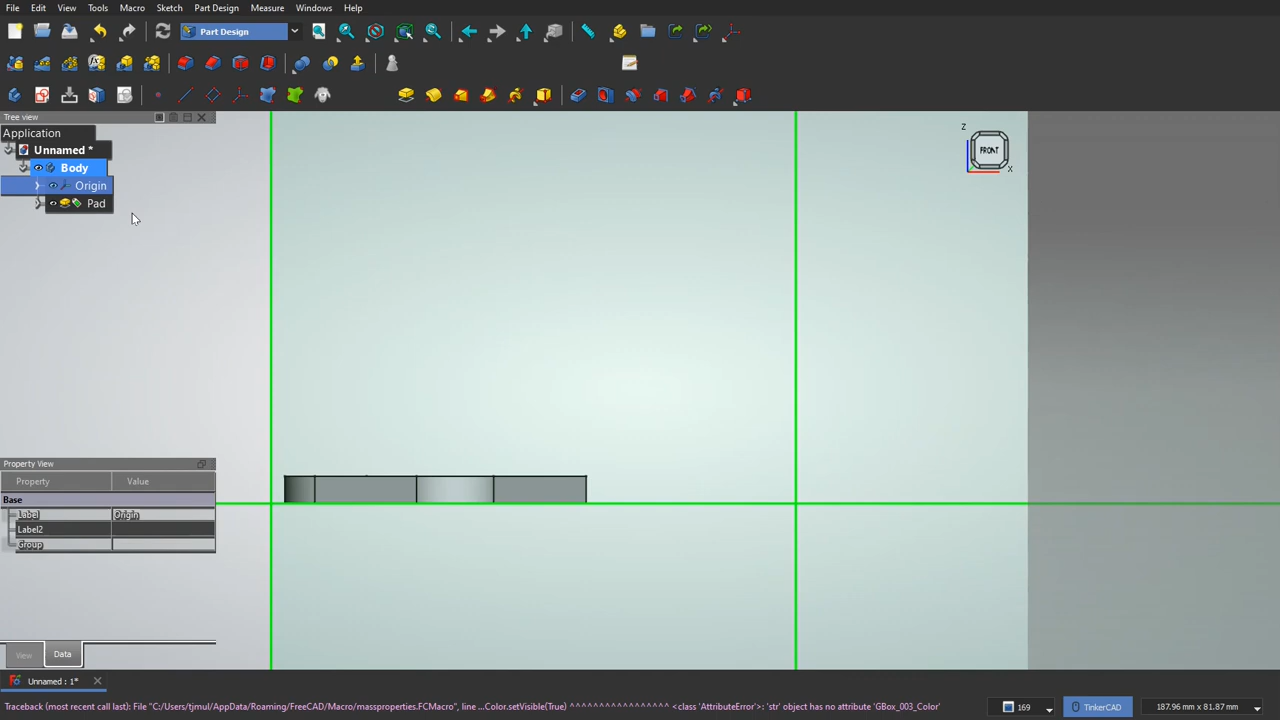 File Edit View Tools Macro Sketch Part Design Measure Windows Help
Part Design
Tree view
Application
Unnamed *
Body
Origin
Pad
Z
FRONT
X
Property View
Property Value
Base
Label Origin
Label2
Group
View Data
Unnamed : 1*
Traceback (most recent call last): File "C:/Users/tjmul/AppData/Roaming/FreeCAD/Macro/massproperties.FCMacro", line ...Color.setVisible(True) ^^^^^^^^^^^^^^^^^ <class 'AttributeError'>: 'str' object has no attribute 'GBox_003_Color' 169 TinkerCAD 187.96 mm x 81.87 mm